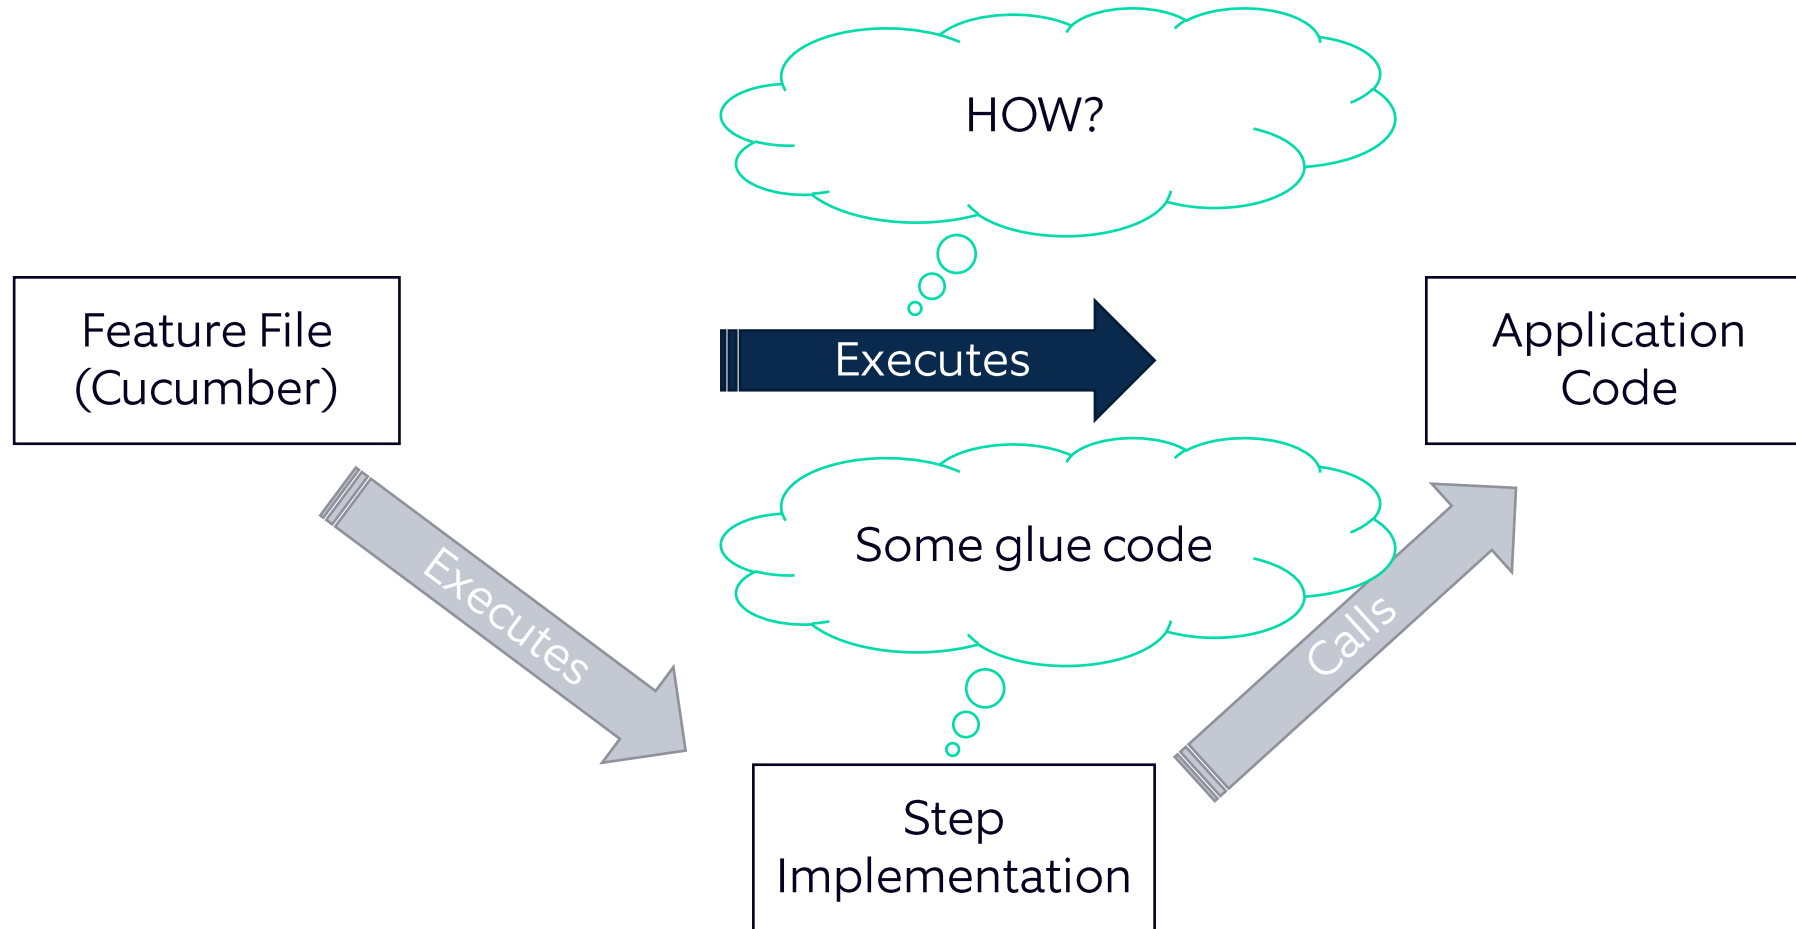 HOW?
Feature File
(Cucumber)
Executes
Application
Code
Some glue code
Executes
Calls
Step
Implementation